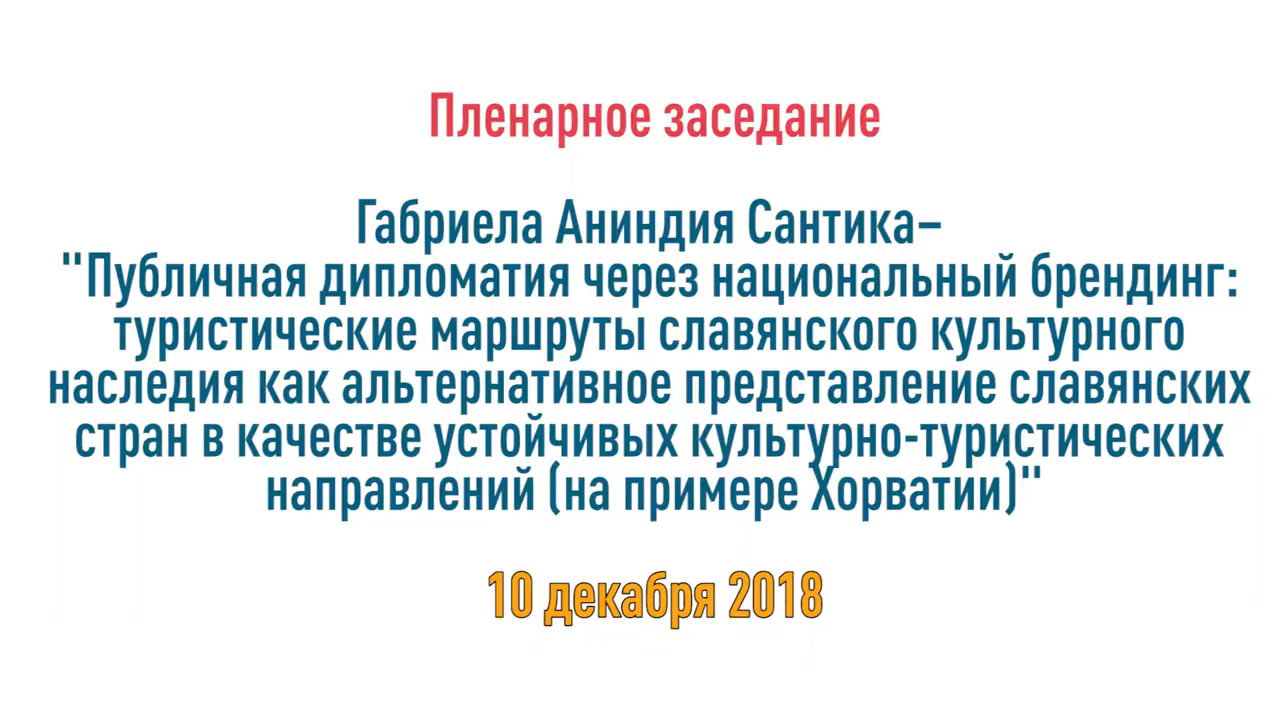 Пленарное заседание
Габриела Аниндия Сантика–
"Публичная дипломатия через национальный брендинг:
туристические маршруты славянского культурного
наследия как альтернативное представление славянских
стран в качестве устойчивых культурно-туристических
направлений (на примере Хорватии)"
10 декабря 2018